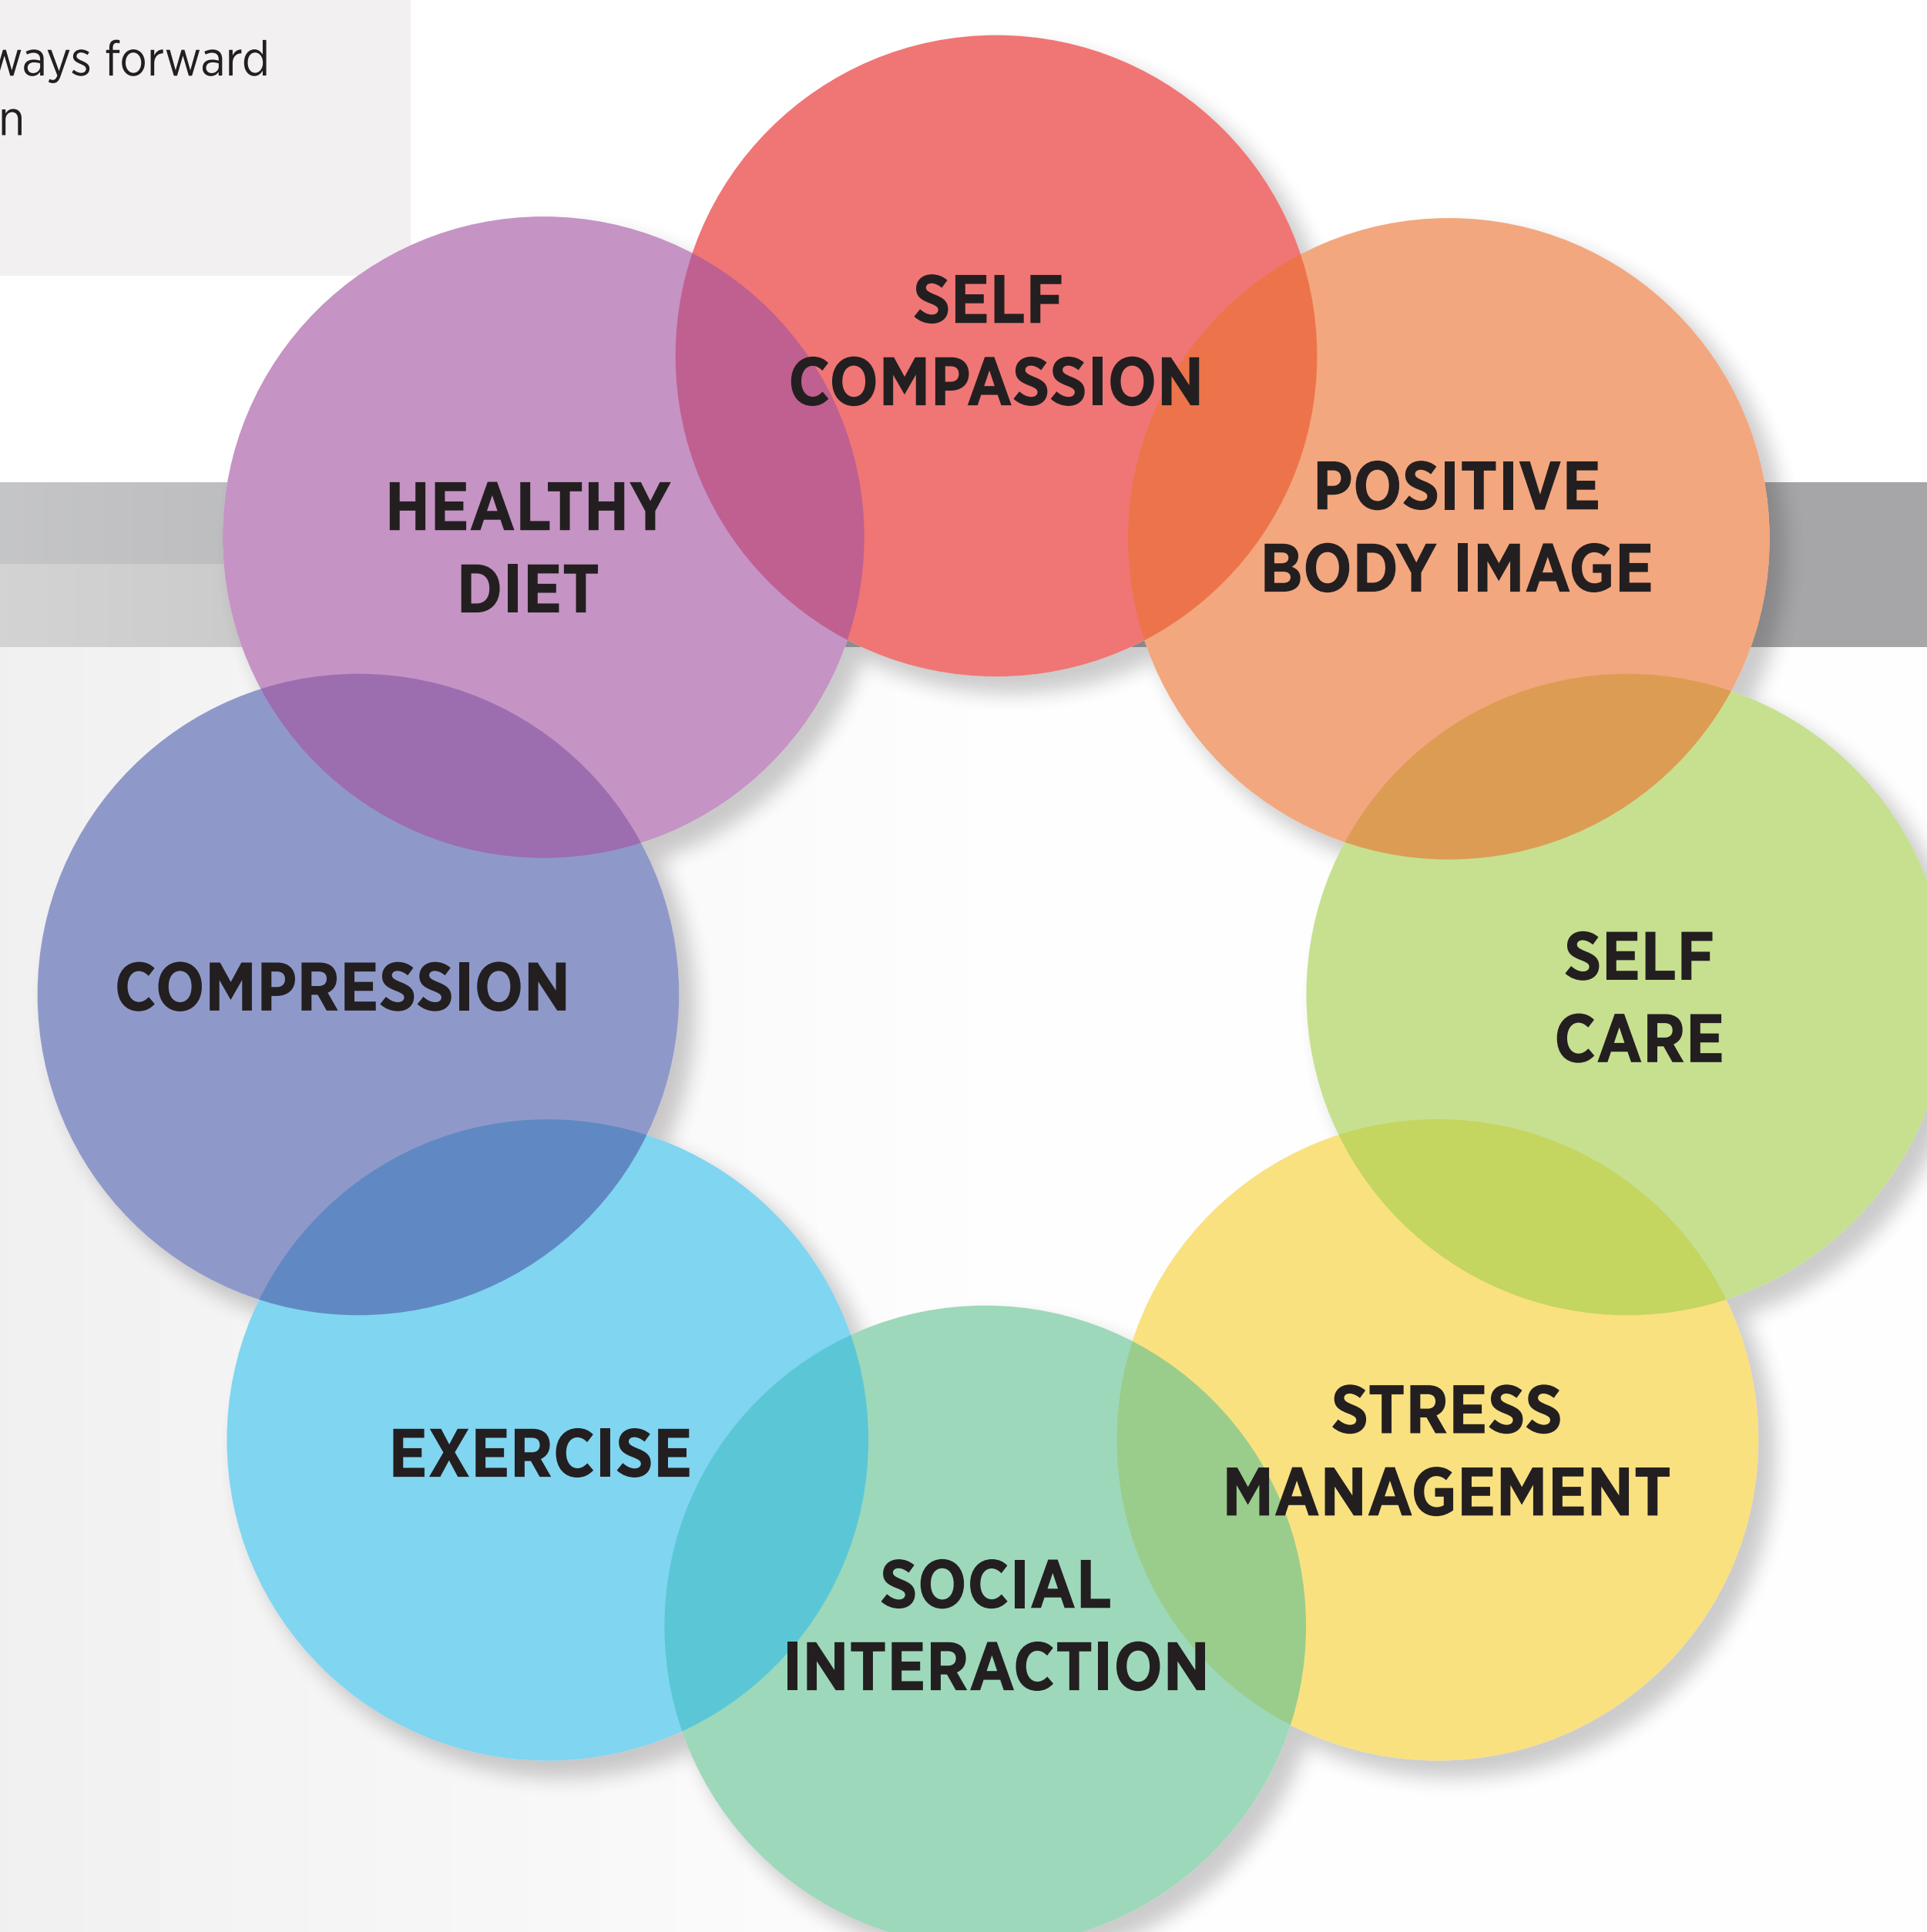 ways forward
n
SELF
COMPASSION
POSITIVE
BODY IMAGE
HEALTHY
DIET
SELF
CARE
COMPRESSION
STRESS
MANAGEMENT
EXERCISE
SOCIAL
INTERACTION